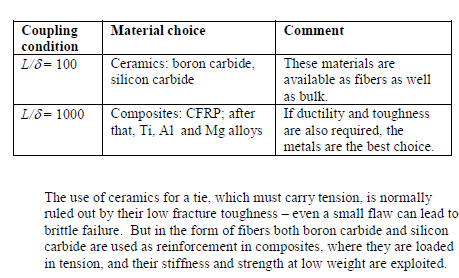 Coupling condition	Material choice	Comment
L/δ = 100	Ceramics: boron carbide, silicon carbide	These materials are available as fibers as well as bulk.
L/δ = 1000	Composites: CFRP; after that, Ti, Al and Mg alloys	If ductility and toughness are also required, the metals are the best choice.
The use of ceramics for a tie, which must carry tension, is normally
ruled out by their low fracture toughness – even a small flaw can lead to
brittle failure. But in the form of fibers both boron carbide and silicon
carbide are used as reinforcement in composites, where they are loaded
in tension, and their stiffness and strength at low weight are exploited.